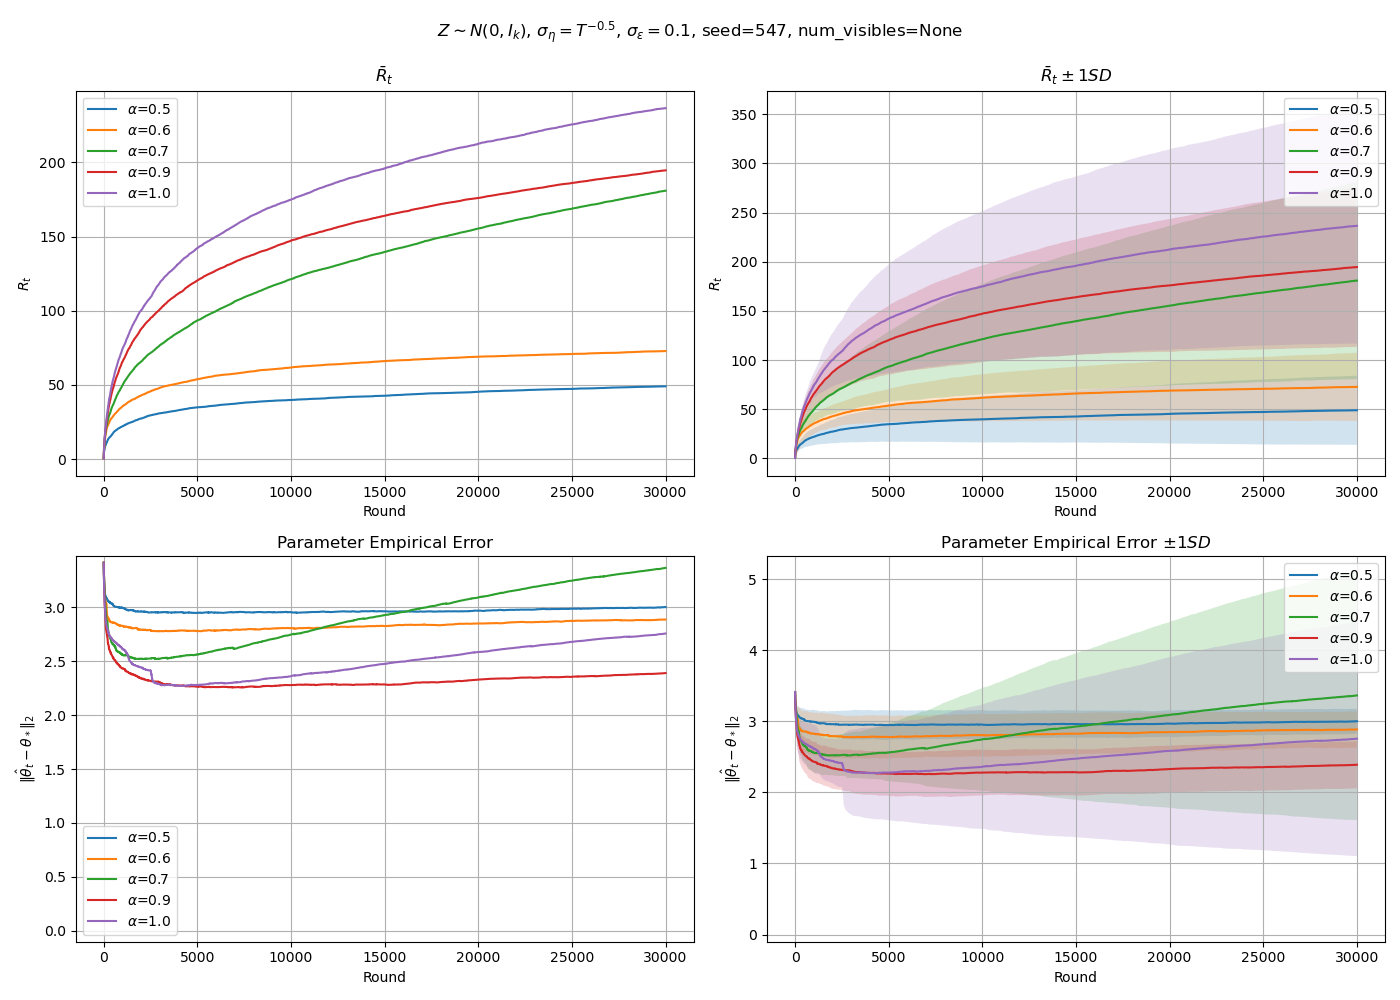 Z ∼ N(0, I_k), σ_η = T^{−0.5}, σ_ε = 0.1, seed=547, num_visibles=None
R̄_t
R_t
200
150
100
50
0
α=0.5
α=0.6
α=0.7
α=0.9
α=1.0
0 5000 10000 15000 20000 25000 30000
Round
R̄_t ± 1SD
R_t
350
300
250
200
150
100
50
0
α=0.5
α=0.6
α=0.7
α=0.9
α=1.0
0 5000 10000 15000 20000 25000 30000
Round
Parameter Empirical Error
‖θ̂_t − θ_*‖_2
3.0
2.5
2.0
1.5
1.0
0.5
0.0
α=0.5
α=0.6
α=0.7
α=0.9
α=1.0
0 5000 10000 15000 20000 25000 30000
Round
Parameter Empirical Error ±1SD
‖θ̂_t − θ_*‖_2
5
4
3
2
1
0
α=0.5
α=0.6
α=0.7
α=0.9
α=1.0
0 5000 10000 15000 20000 25000 30000
Round